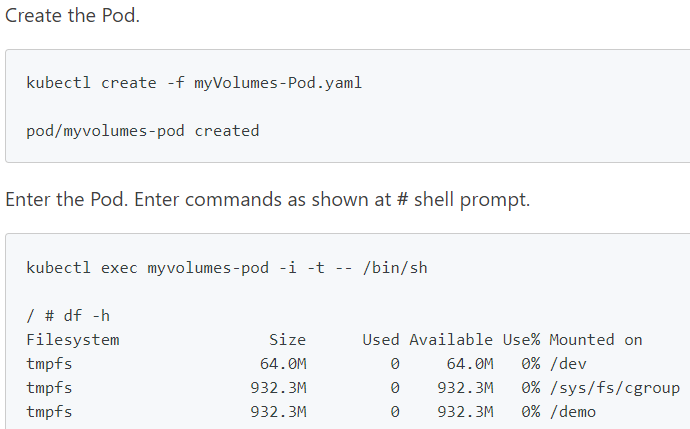 Create the Pod.
kubectl create -f myVolumes-Pod.yaml
pod/myvolumes-pod created
Enter the Pod. Enter commands as shown at # shell prompt.
kubectl exec myvolumes-pod -i -t -- /bin/sh
/ # df -h
Filesystem                Size      Used Available Use% Mounted on
tmpfs                    64.0M         0     64.0M   0% /dev
tmpfs                   932.3M         0    932.3M   0% /sys/fs/cgroup
tmpfs                   932.3M         0    932.3M   0% /demo